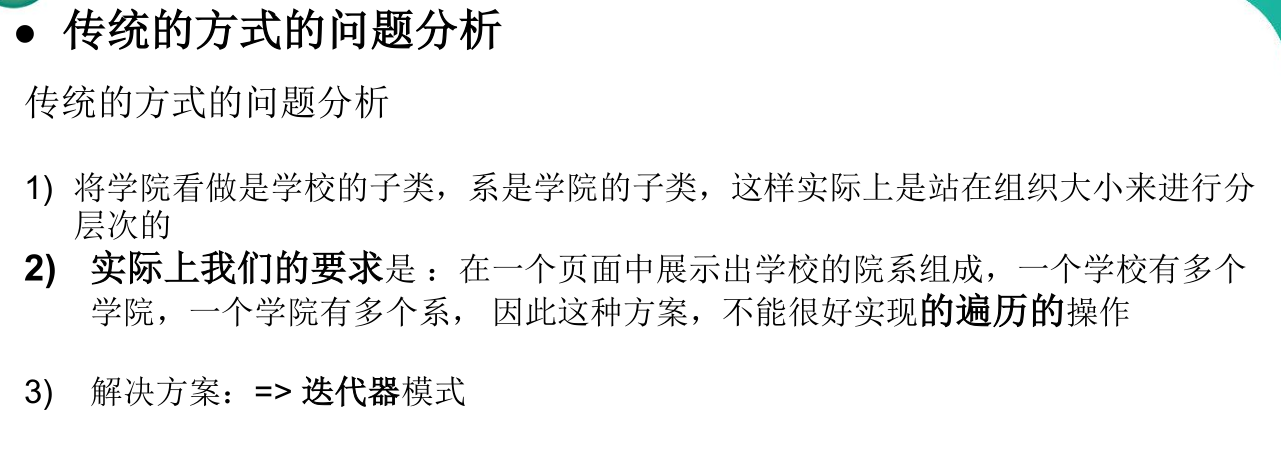 ● 传统的方式的问题分析
传统的方式的问题分析
1) 将学院看做是学校的子类，系是学院的子类，这样实际上是站在组织大小来进行分
层次的
2) 实际上我们的要求是 ：在一个页面中展示出学校的院系组成，一个学校有多个
学院，一个学院有多个系， 因此这种方案，不能很好实现的遍历的操作
3) 解决方案：=> 迭代器模式